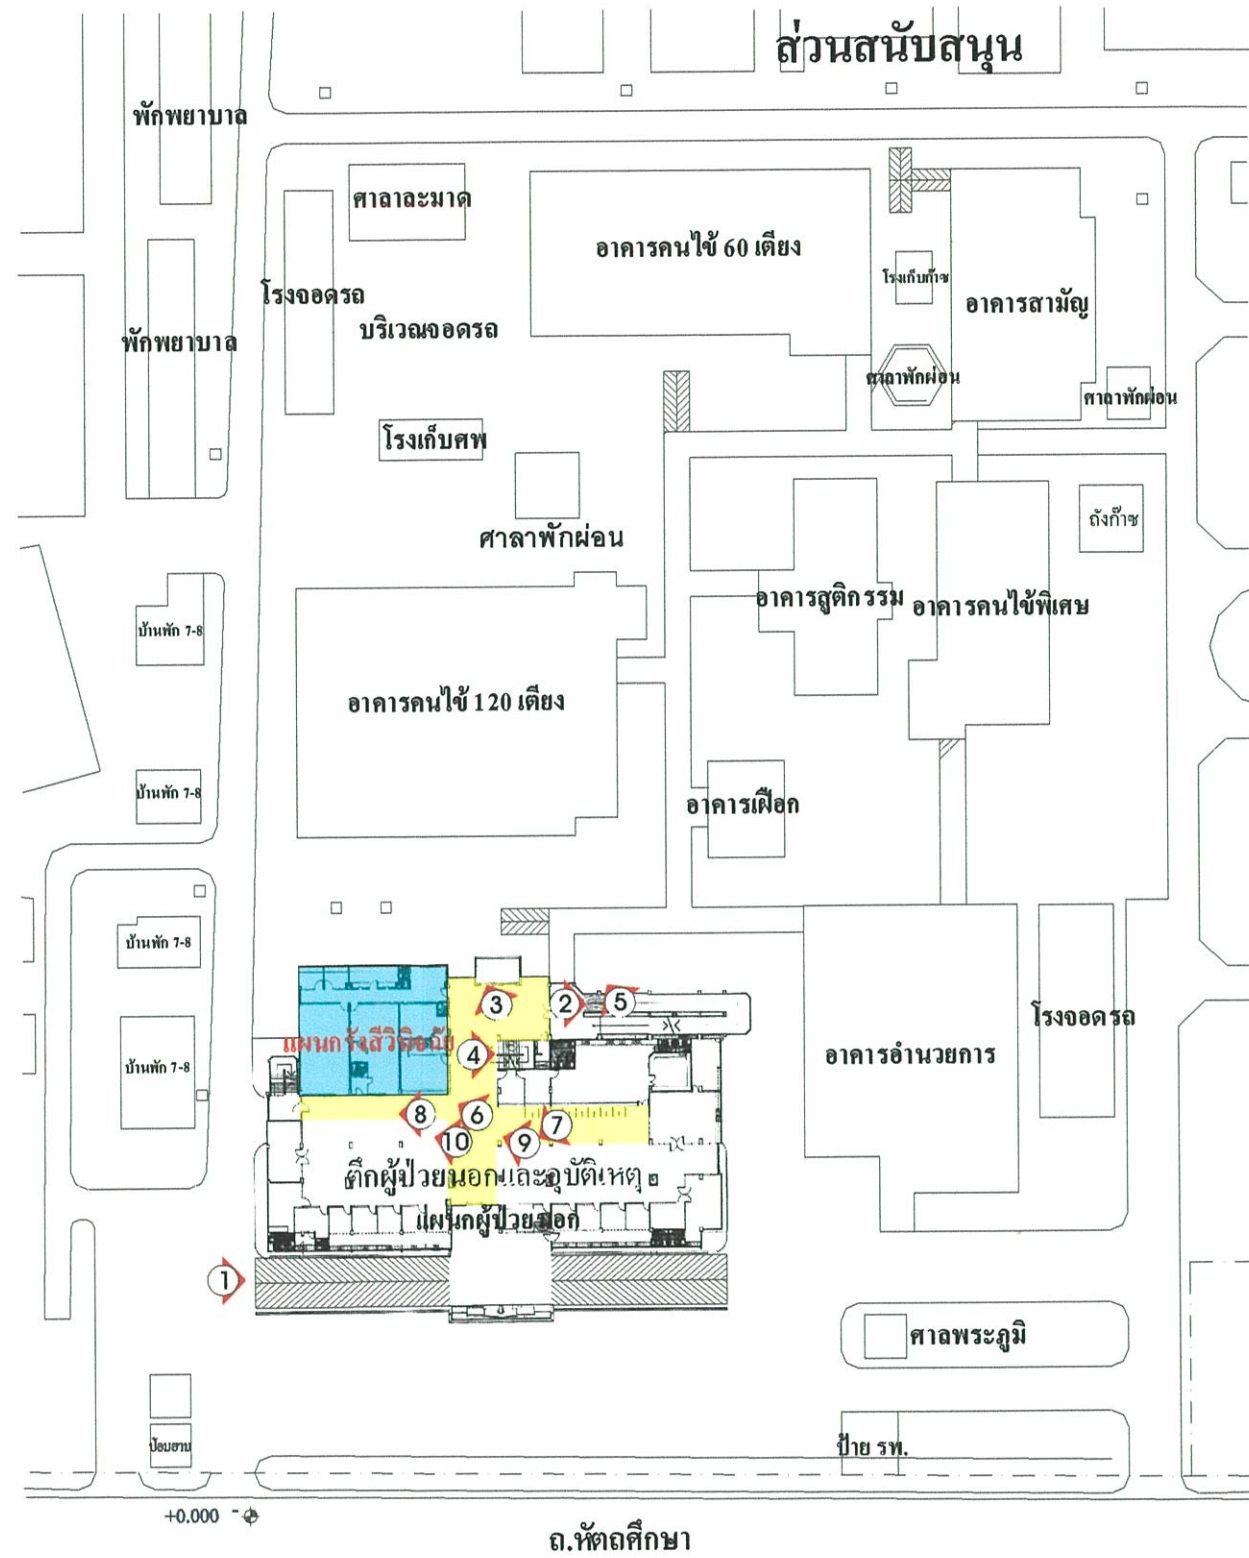 ส่วนสนับสนุน
พักพยาบาล
ศาลาละมาด
อาคารคนไข้ 60 เตียง
โรงเก็บก๊าซ
โรงจอดรถ
อาคารสามัญ
บริเวณจอดรถ
พักพยาบาล
ศาลาพักผ่อน
ศาลาพักผ่อน
โรงเก็บศพ
ถังก๊าซ
ศาลาพักผ่อน
อาคารสูติกรรม
อาคารคนไข้พิเศษ
บ้านพัก 7-8
อาคารคนไข้ 120 เตียง
บ้านพัก 7-8
อาคารเฝือก
บ้านพัก 7-8
3
2
5
โรงจอดรถ
แผนกรังสีวินิจฉัย
4
อาคารอำนวยการ
บ้านพัก 7-8
8
6
7
10
9
ตึกผู้ป่วยนอกและอุบัติเหตุ
แผนกผู้ป่วยนอก
1
ศาลพระภูมิ
ป้อมยาม
ป้าย รพ.
+0.000
ถ.หัตถศึกษา